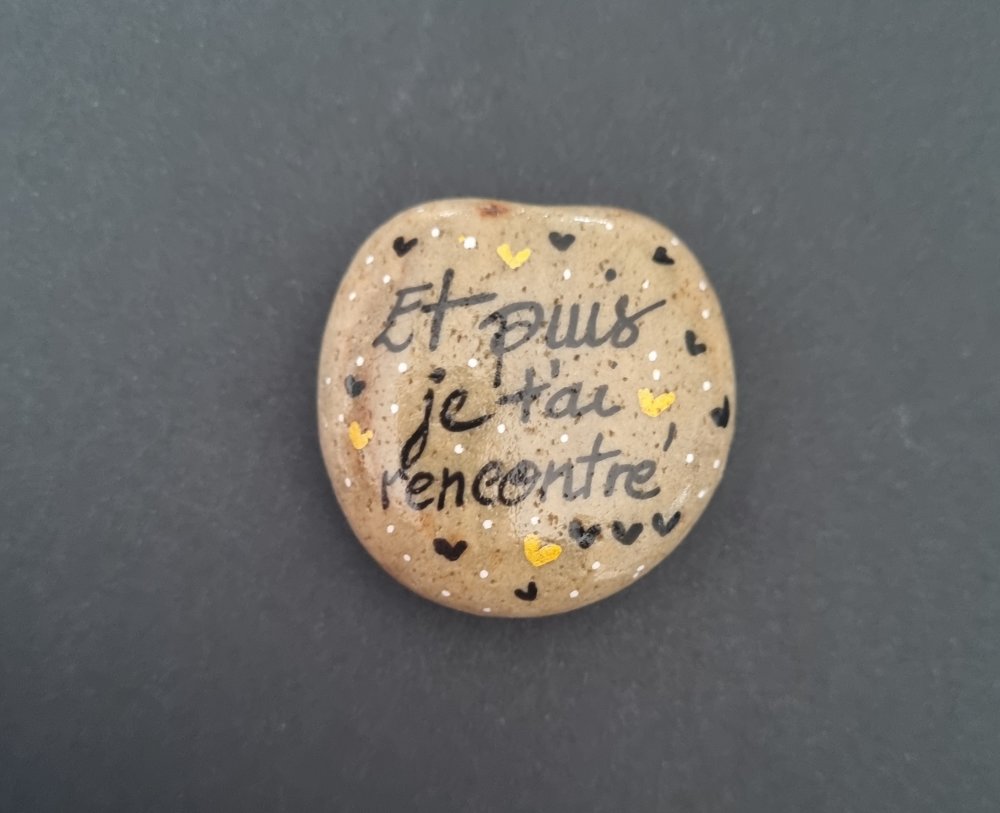 Et puis
je t'ai
rencontré